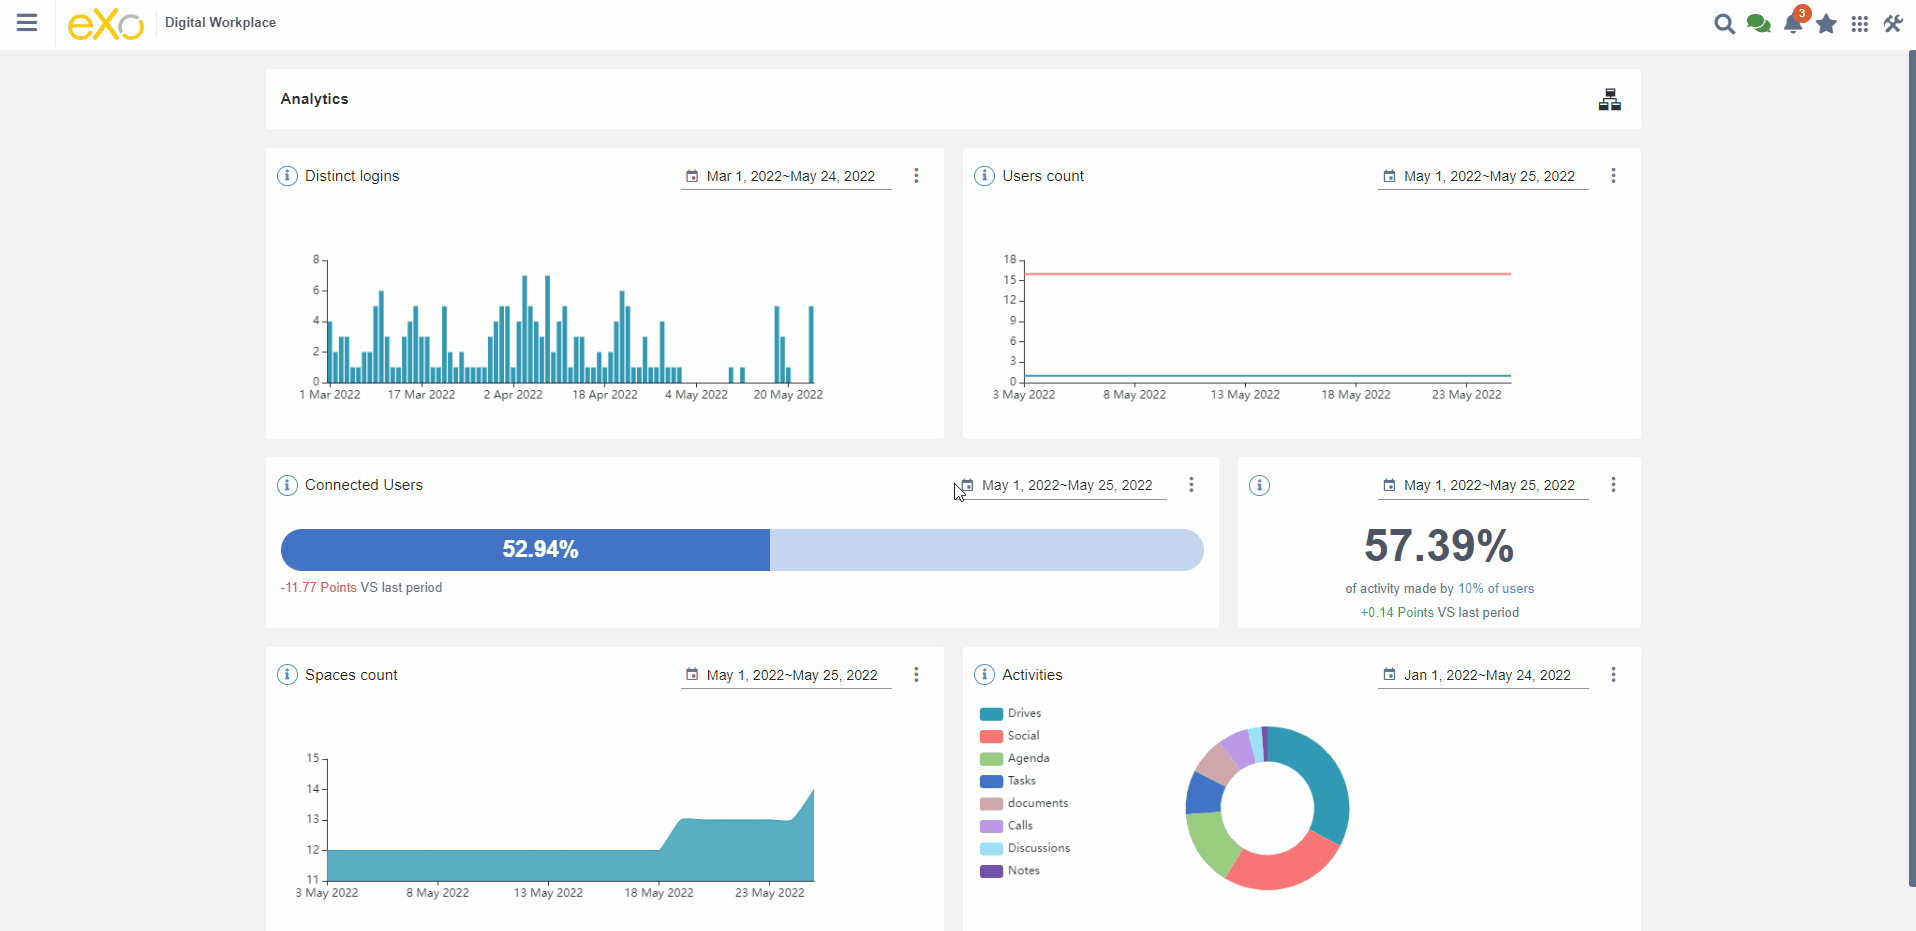 eXo
Digital Workplace
3
Analytics
Distinct logins
Mar 1, 2022~May 24, 2022
8
6
4
2
0
1 Mar 2022 17 Mar 2022 2 Apr 2022 18 Apr 2022 4 May 2022 20 May 2022
Users count
May 1, 2022~May 25, 2022
18
15
12
9
6
3
0
3 May 2022 8 May 2022 13 May 2022 18 May 2022 23 May 2022
Connected Users
May 1, 2022~May 25, 2022
52.94%
-11.77 Points VS last period
May 1, 2022~May 25, 2022
57.39%
of activity made by 10% of users
+0.14 Points VS last period
Spaces count
May 1, 2022~May 25, 2022
15
14
13
12
11
3 May 2022 8 May 2022 13 May 2022 18 May 2022 23 May 2022
Activities
Jan 1, 2022~May 24, 2022
Drives
Social
Agenda
Tasks
documents
Calls
Discussions
Notes